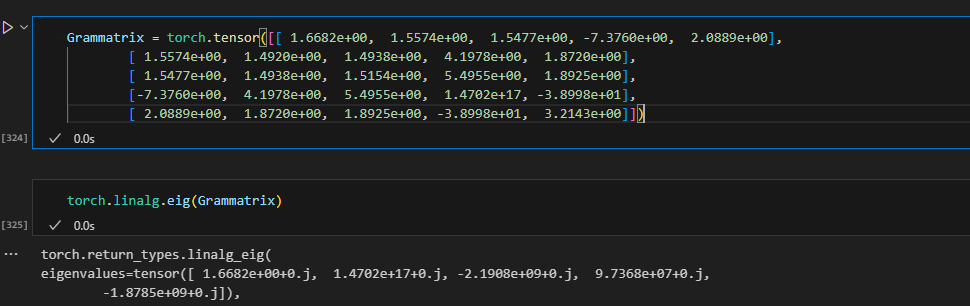 Grammatrix = torch.tensor([[ 1.6682e+00, 1.5574e+00, 1.5477e+00, -7.3760e+00, 2.0889e+00],
[ 1.5574e+00, 1.4920e+00, 1.4938e+00, 4.1978e+00, 1.8720e+00],
[ 1.5477e+00, 1.4938e+00, 1.5154e+00, 5.4955e+00, 1.8925e+00],
[-7.3760e+00, 4.1978e+00, 5.4955e+00, 1.4702e+17, -3.8998e+01],
[ 2.0889e+00, 1.8720e+00, 1.8925e+00, -3.8998e+01, 3.2143e+00]])
[324] ✓ 0.0s
torch.linalg.eig(Grammatrix)
[325] ✓ 0.0s
... torch.return_types.linalg_eig(
eigenvalues=tensor([ 1.6682e+00+0.j, 1.4702e+17+0.j, -2.1908e+09+0.j, 9.7368e+07+0.j,
-1.8785e+09+0.j]),